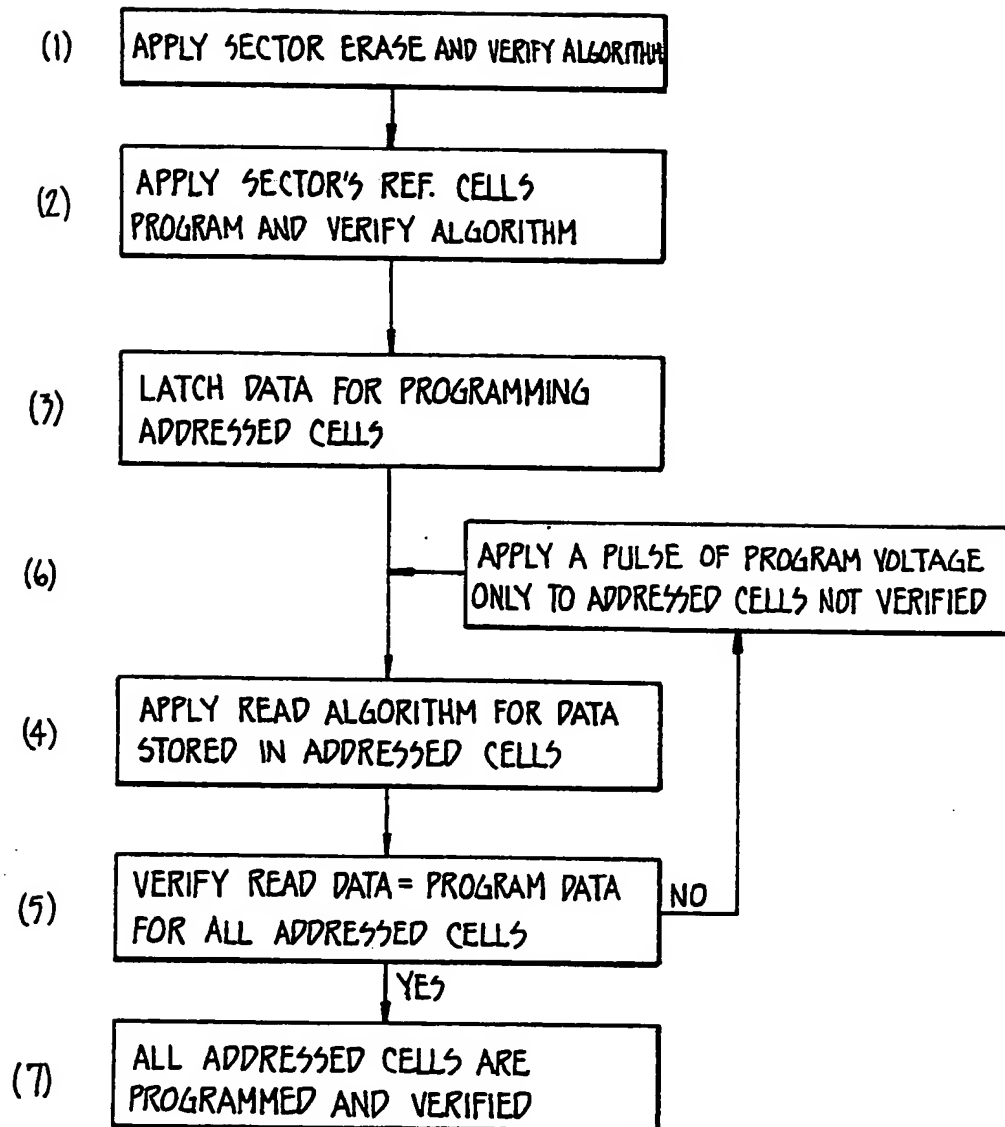 (1)
APPLY SECTOR ERASE AND VERIFY ALGORITHM
(2)
APPLY SECTOR'S REF. CELLS
PROGRAM AND VERIFY ALGORITHM
(3)
LATCH DATA FOR PROGRAMMING
ADDRESSED CELLS
(6)
APPLY A PULSE OF PROGRAM VOLTAGE
ONLY TO ADDRESSED CELLS NOT VERIFIED
(4)
APPLY READ ALGORITHM FOR DATA
STORED IN ADDRESSED CELLS
(5)
VERIFY READ DATA = PROGRAM DATA
FOR ALL ADDRESSED CELLS
NO
YES
(7)
ALL ADDRESSED CELLS ARE
PROGRAMMED AND VERIFIED